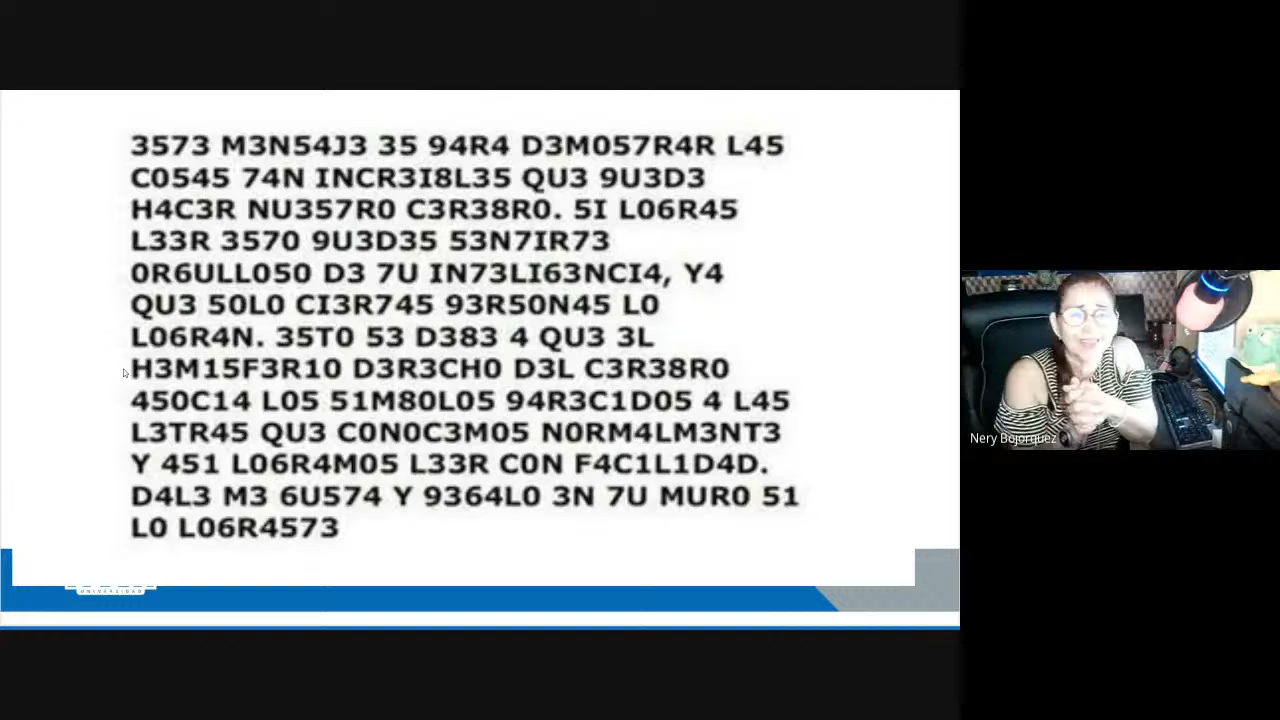 3573 M3N54J3 35 94R4 D3M057R4R L45
C0545 74N INCR3I8L35 QU3 9U3D3
H4C3R NU357R0 C3R38R0. 5I L06R45
L33R 3570 9U3D35 53N7IR73
0R6ULL050 D3 7U IN73LI63NCI4, Y4
QU3 50L0 CI3R745 93R50N45 L0
L06R4N. 35T0 53 D383 4 QU3 3L
H3M15F3R10 D3R3CH0 D3L C3R38R0
450C14 L05 51M80L05 94R3C1D05 4 L45
L3TR45 QU3 C0N0C3M05 N0RM4LM3NT3
Y 451 L06R4M05 L33R C0N F4C1L1D4D.
D4L3 M3 6U574 Y 9364L0 3N 7U MUR0 51
L0 L06R4573
UNIVERSIDAD
Nery Bojorquez